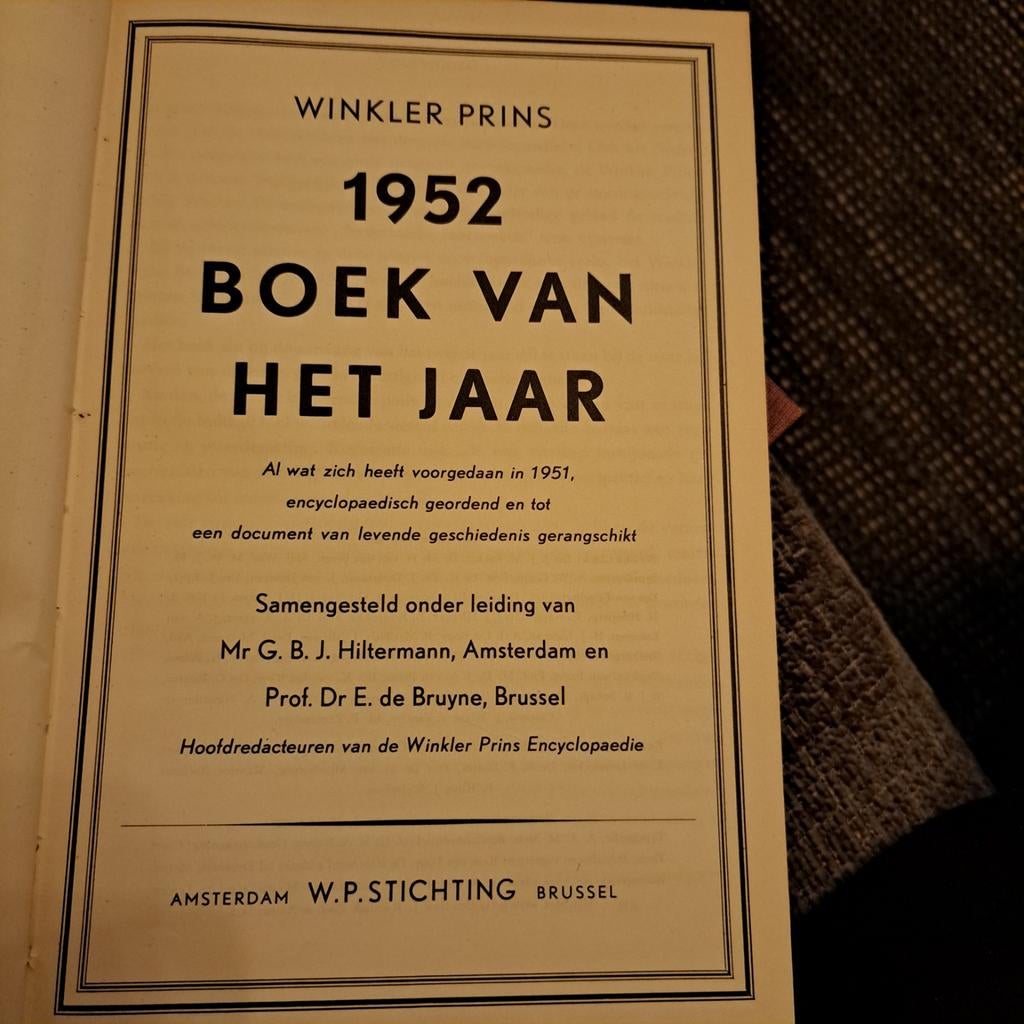 WINKLER PRINS
1952
BOEK VAN
HET JAAR
Al wat zich heeft voorgedaan in 1951,
encyclopaedisch geordend en tot
een document van levende geschiedenis gerangschikt
Samengesteld onder leiding van
Mr G. B. J. Hiltermann, Amsterdam en
Prof. Dr E. de Bruyne, Brussel
Hoofdredacteuren van de Winkler Prins Encyclopaedie
AMSTERDAM W.P. STICHTING BRUSSEL